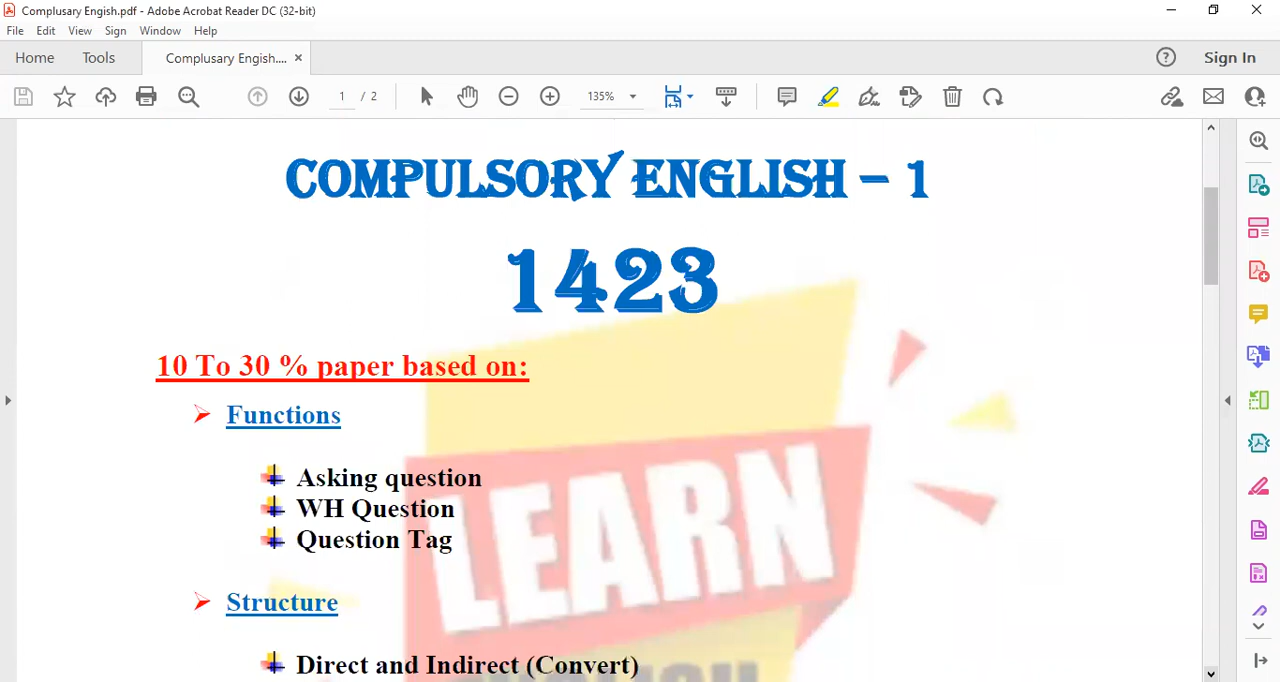 Complusary Engish.pdf - Adobe Acrobat Reader DC (32-bit)
File Edit View Sign Window Help
Home Tools Complusary Engish.... × Sign In
1 / 2 135%
COMPULSORY ENGLISH – 1
1423
10 To 30 % paper based on:
Functions
Asking question
WH Question
Question Tag
LEARN
Structure
Direct and Indirect (Convert)
ENGLISH